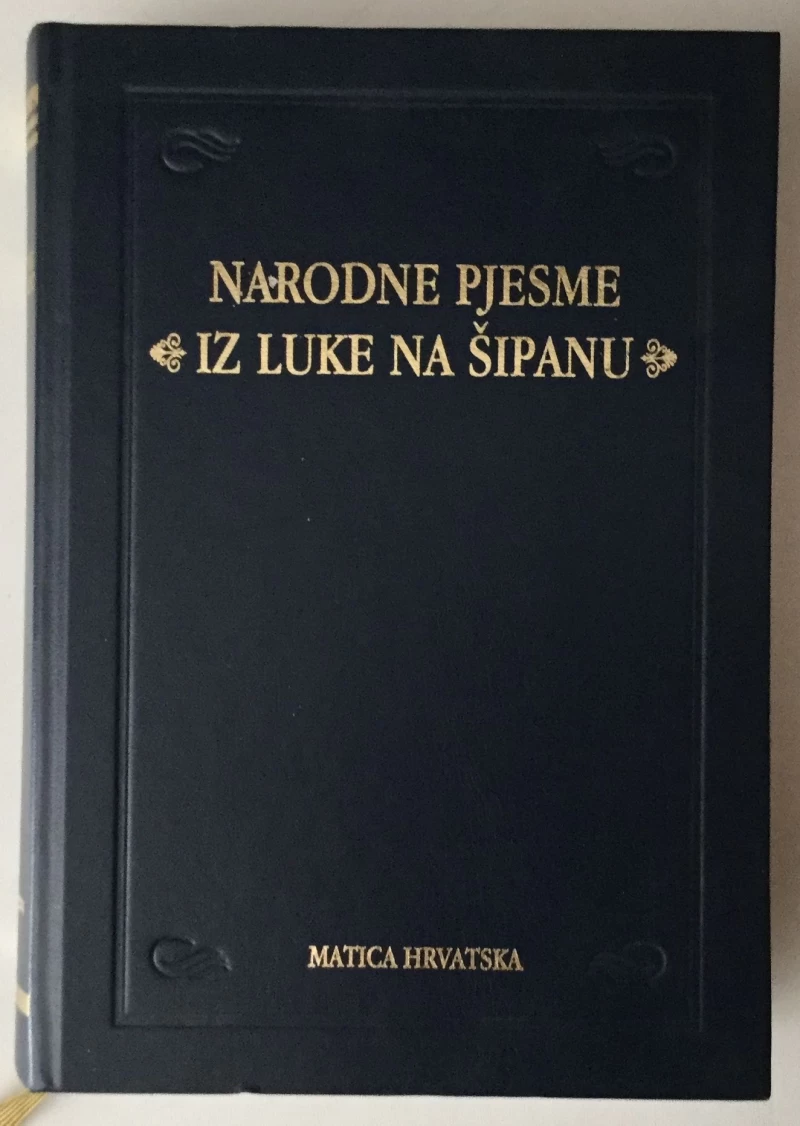 NARODNE PJESME
IZ LUKE NA ŠIPANU
MATICA HRVATSKA